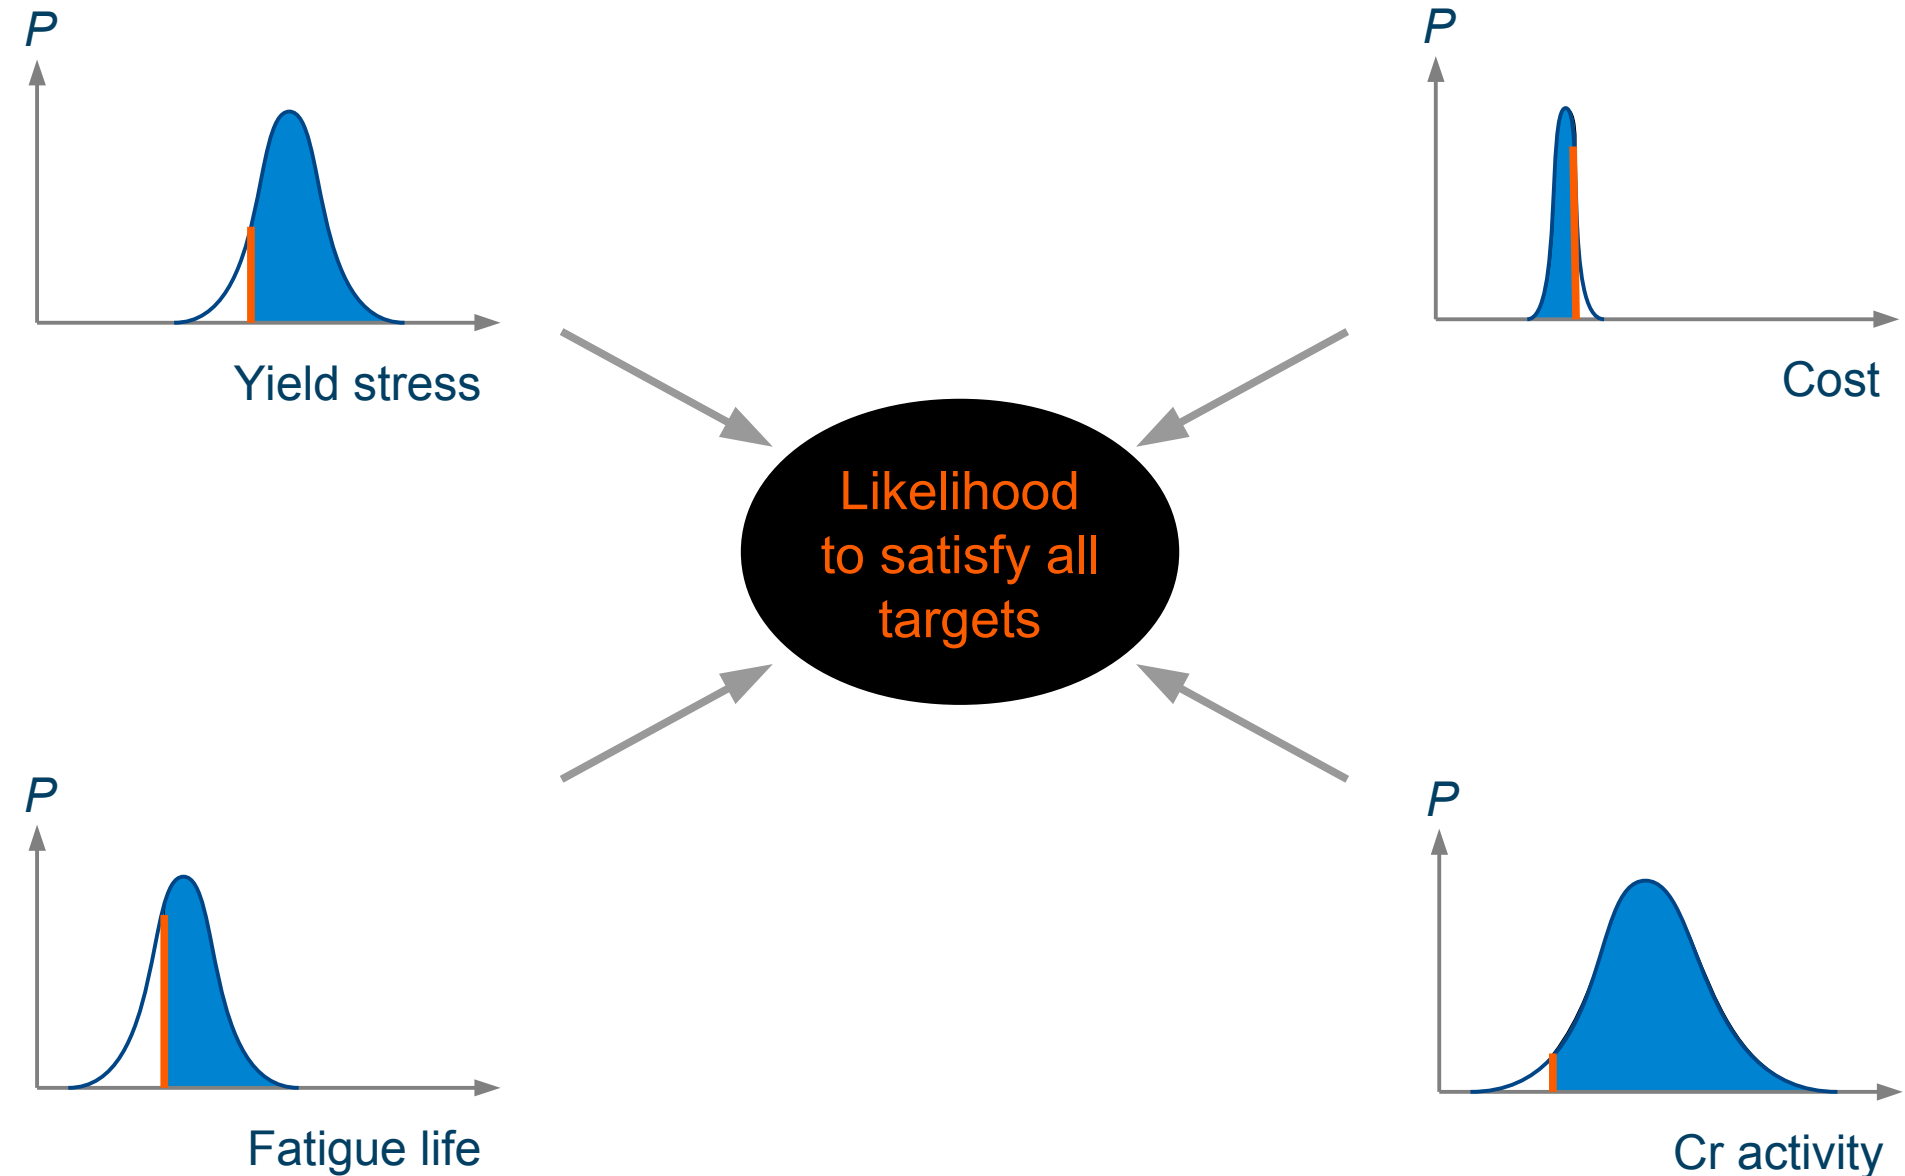 P
Yield stress
P
Cost
Likelihood
to satisfy all
targets
P
Fatigue life
P
Cr activity